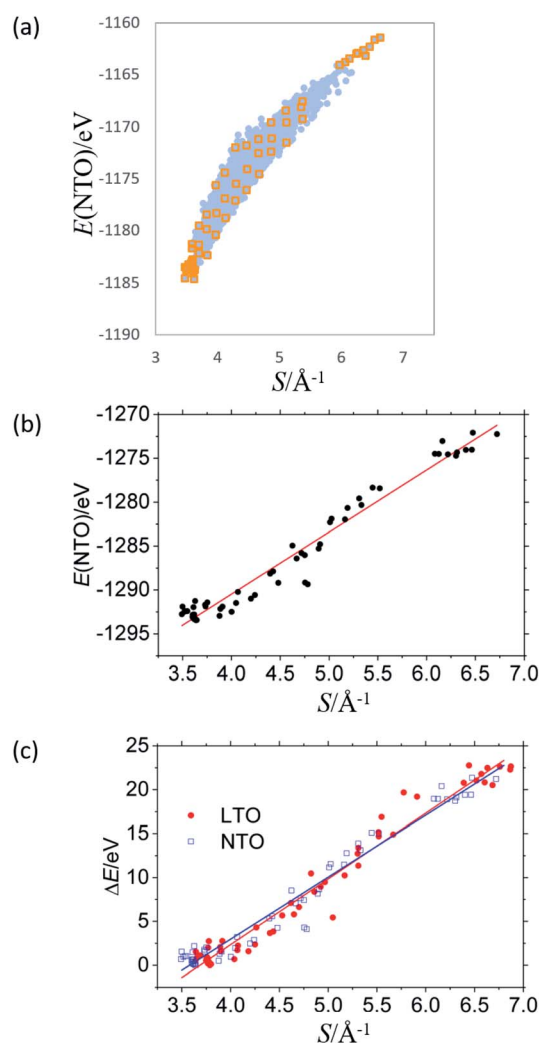 (a)
-1160
-1165
-1170
-1175
-1180
-1185
-1190
E(NTO)/eV
3 4 5 6 7
S/Å-1
(b)
-1270
-1275
-1280
-1285
-1290
-1295
E(NTO)/eV
3.5 4.0 4.5 5.0 5.5 6.0 6.5 7.0
S/Å-1
(c)
25
20
15
10
5
0
ΔE/eV
LTO
NTO
3.5 4.0 4.5 5.0 5.5 6.0 6.5 7.0
S/Å-1